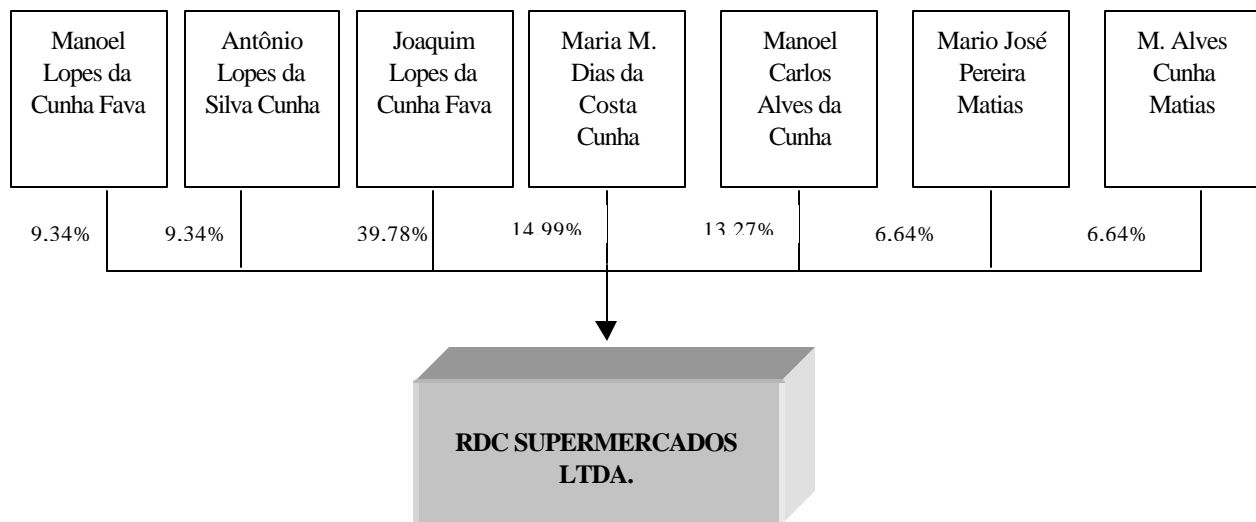 Manoel
Lopes da
Cunha Fava
Antônio
Lopes da
Silva Cunha
Joaquim
Lopes da
Cunha Fava
Maria M.
Dias da
Costa
Cunha
Manoel
Carlos
Alves da
Cunha
Mario José
Pereira
Matias
M. Alves
Cunha
Matias
9.34%
9.34%
39.78%
14.99%
13.27%
6.64%
6.64%
RDC SUPERMERCADOS
LTDA.